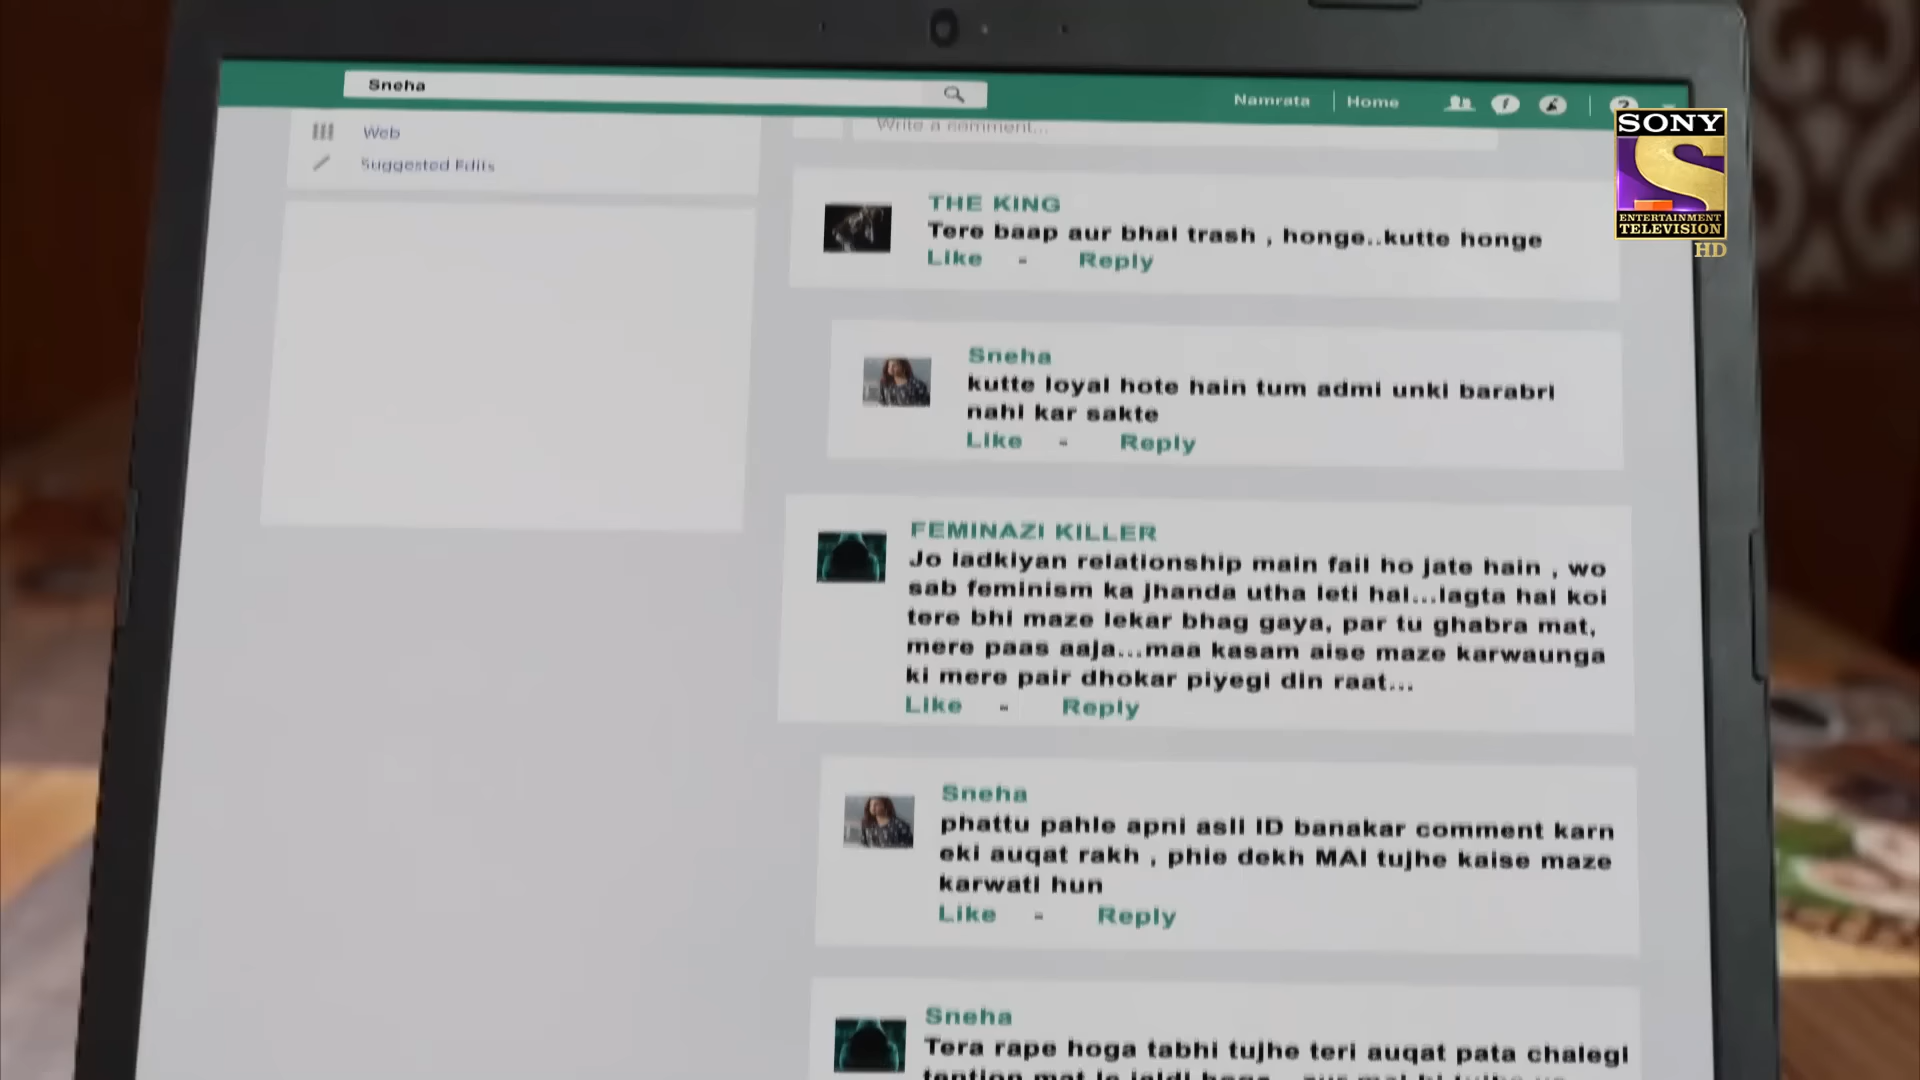 Sneha
Namrata
Home
Web
Suggested Edits
Write a comment...
THE KING
Tere baap aur bhai trash , honge..kutte honge
Like - Reply
Sneha
kutte loyal hote hain tum admi unki barabri
nahi kar sakte
Like - Reply
FEMINAZI KILLER
Jo ladkiyan relationship main fail ho jate hain , wo
sab feminism ka jhanda utha leti hai...lagta hai koi
tere bhi maze lekar bhag gaya, par tu ghabra mat,
mere paas aaja...maa kasam aise maze karwaunga
ki mere pair dhokar piyegi din raat...
Like - Reply
Sneha
phattu pahle apni asli ID banakar comment karn
eki auqat rakh , phie dekh MAI tujhe kaise maze
karwati hun
Like - Reply
Sneha
Tera rape hoga tabhi tujhe teri auqat pata chalegi
SONY
ENTERTAINMENT
TELEVISION
HD